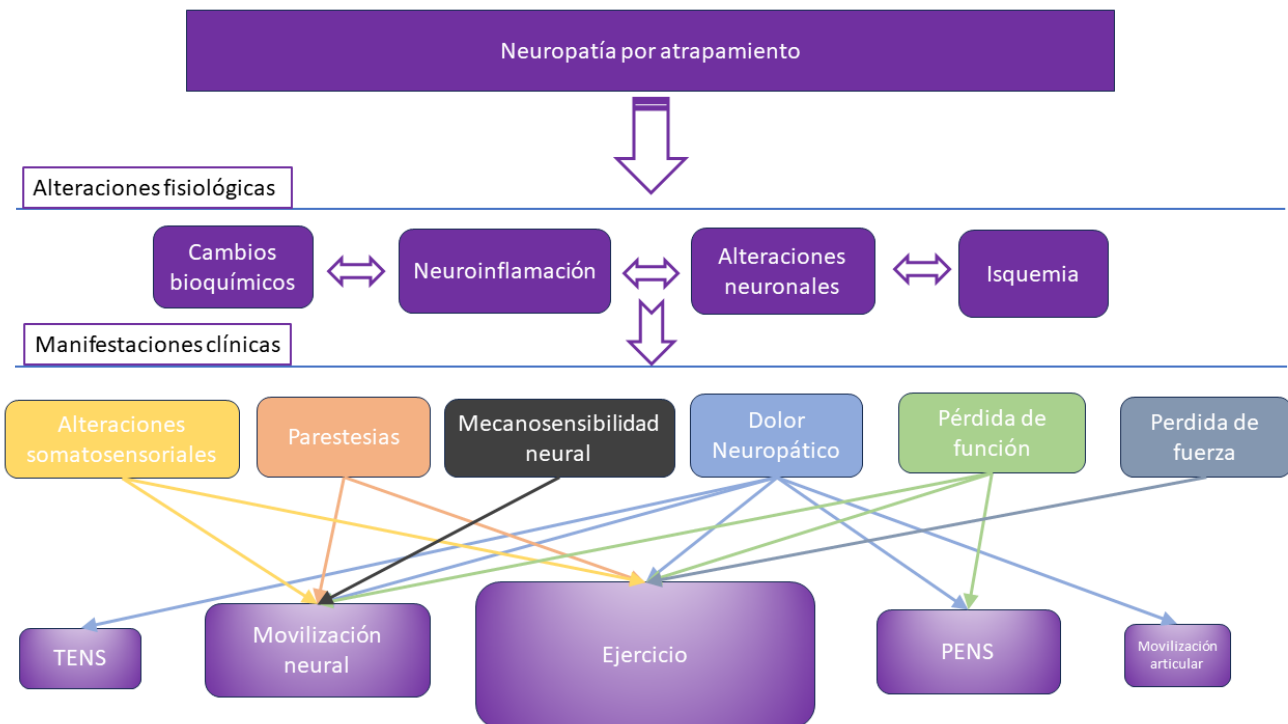 Neuropatía por atrapamiento
Alteraciones fisiológicas
Cambios
bioquímicos
Neuroinflamación
Alteraciones
neuronales
Isquemia
Manifestaciones clínicas
Alteraciones
somatosensoriales
Parestesias
Mecanosensibilidad
neural
Dolor
Neuropático
Pérdida de
función
Perdida de
fuerza
TENS
Movilización
neural
Ejercicio
PENS
Movilización
articular